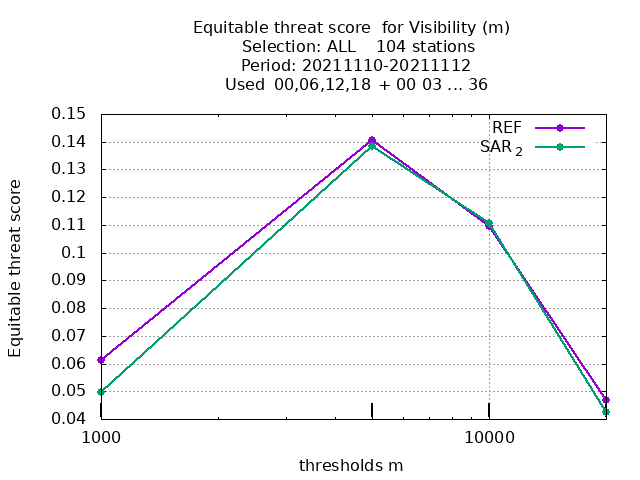 Equitable threat score for Visibility (m)
Selection: ALL 104 stations
Period: 20211110-20211112
Used 00,06,12,18 + 00 03 ... 36
Equitable threat score
0.15
0.14
0.13
0.12
0.11
0.1
0.09
0.08
0.07
0.06
0.05
0.04
REF
SAR 2
1000
10000
thresholds m